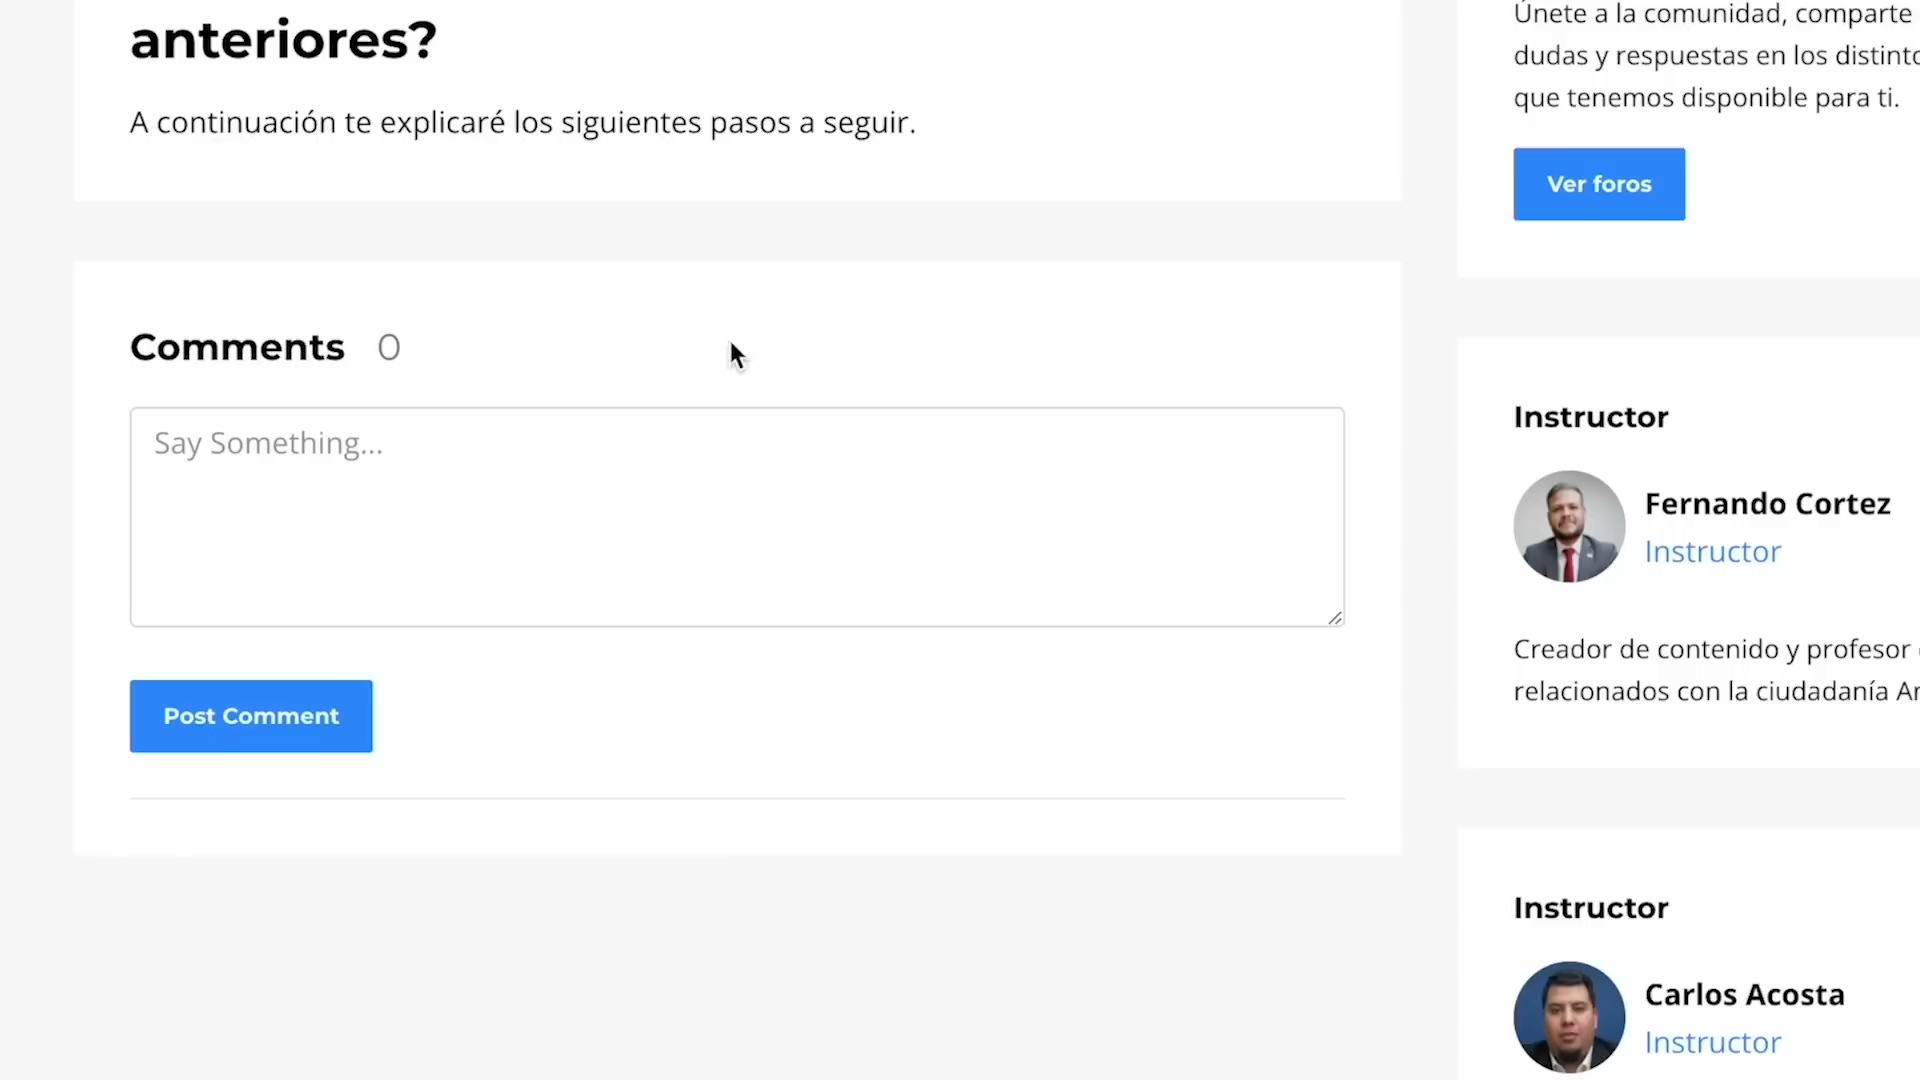 anteriores?
A continuación te explicaré los siguientes pasos a seguir.
Comments 0
Say Something...
Post Comment
Únete a la comunidad, comparte
dudas y respuestas en los
que tenemos disponible para ti.
Ver foros
Instructor
Fernando Cortez
Instructor
Creador de contenido y profesor
relacionados con la ciudadanía
Instructor
Carlos Acosta
Instructor